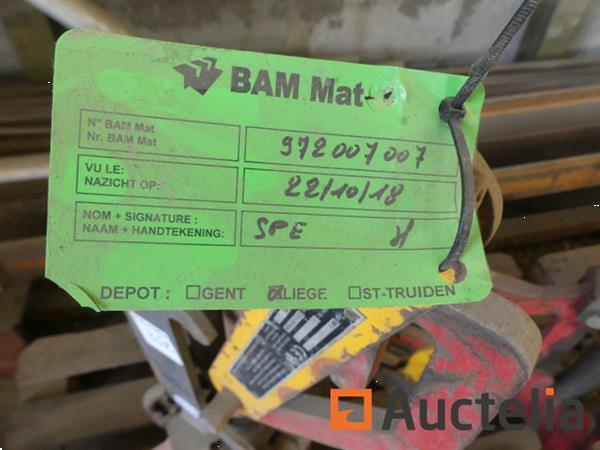 BAM Mat
N° BAM Mat
Nr. BAM Mat
972007007
VU LE:
NAZICHT OP:
22/10/18
NOM + SIGNATURE :
NAAM + HANDTEKENING:
SPE
DEPOT : ☐GENT ☒LIEGE ☐ST-TRUIDEN
Auctelia